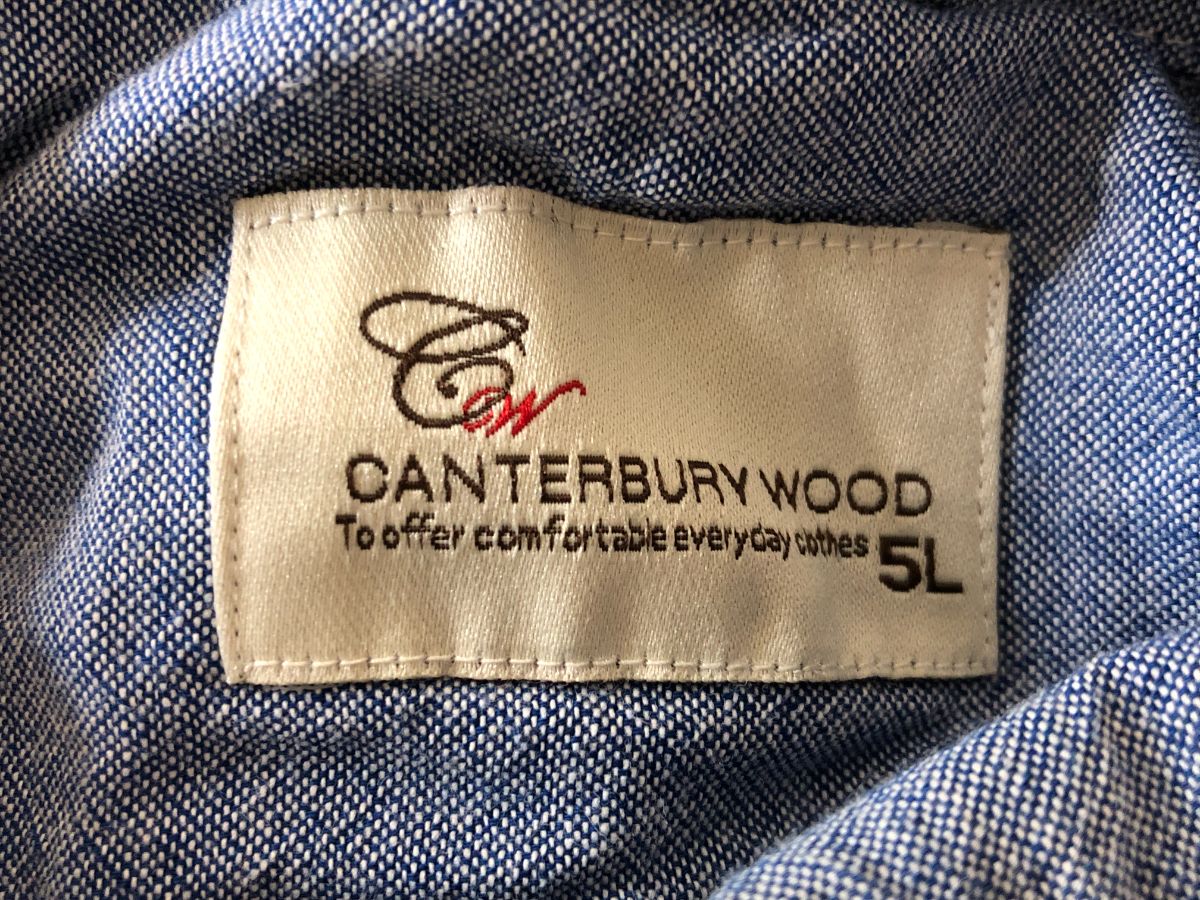 CW
CANTERBURY WOOD
To offer comfortable everyday cothes 5L